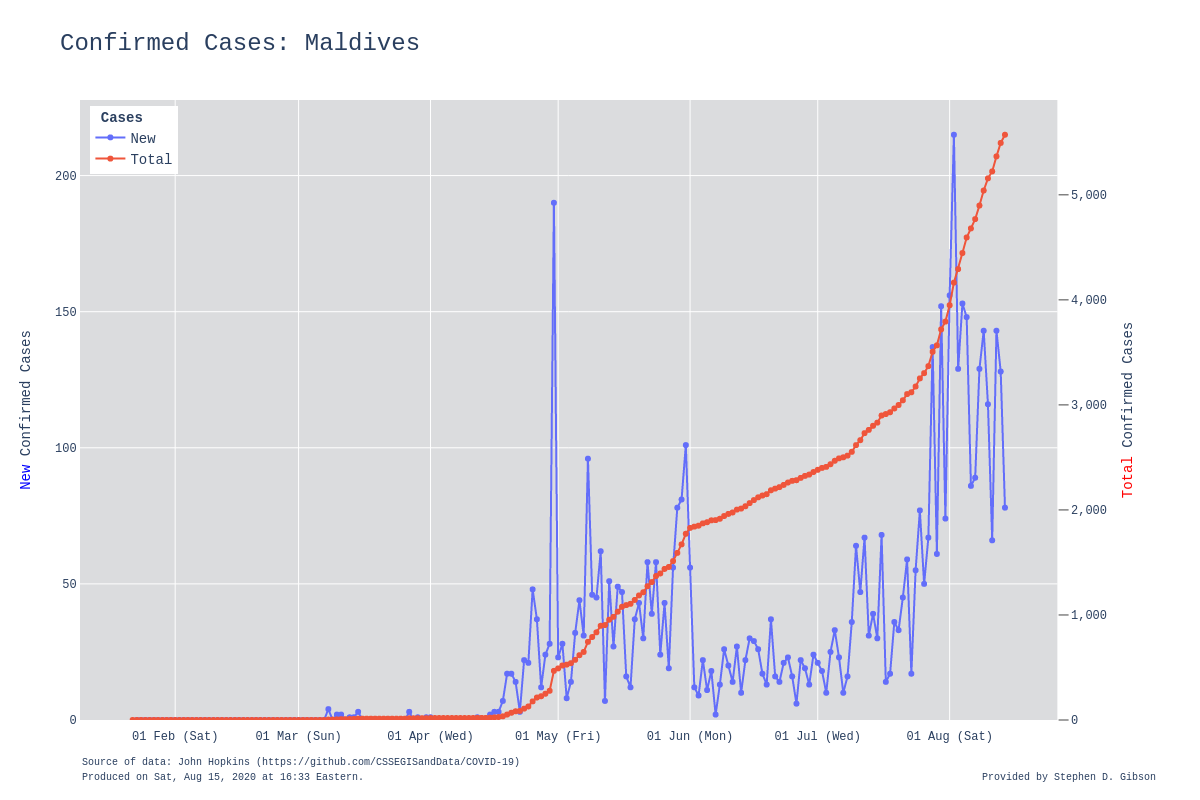 Confirmed Cases: Maldives
Cases
New
Total
200
150
100
50
0
5,000
4,000
3,000
2,000
1,000
0
New Confirmed Cases
Total Confirmed Cases
01 Feb (Sat)
01 Mar (Sun)
01 Apr (Wed)
01 May (Fri)
01 Jun (Mon)
01 Jul (Wed)
01 Aug (Sat)
Source of data: John Hopkins (https://github.com/CSSEGISandData/COVID-19)
Produced on Sat, Aug 15, 2020 at 16:33 Eastern.
Provided by Stephen D. Gibson